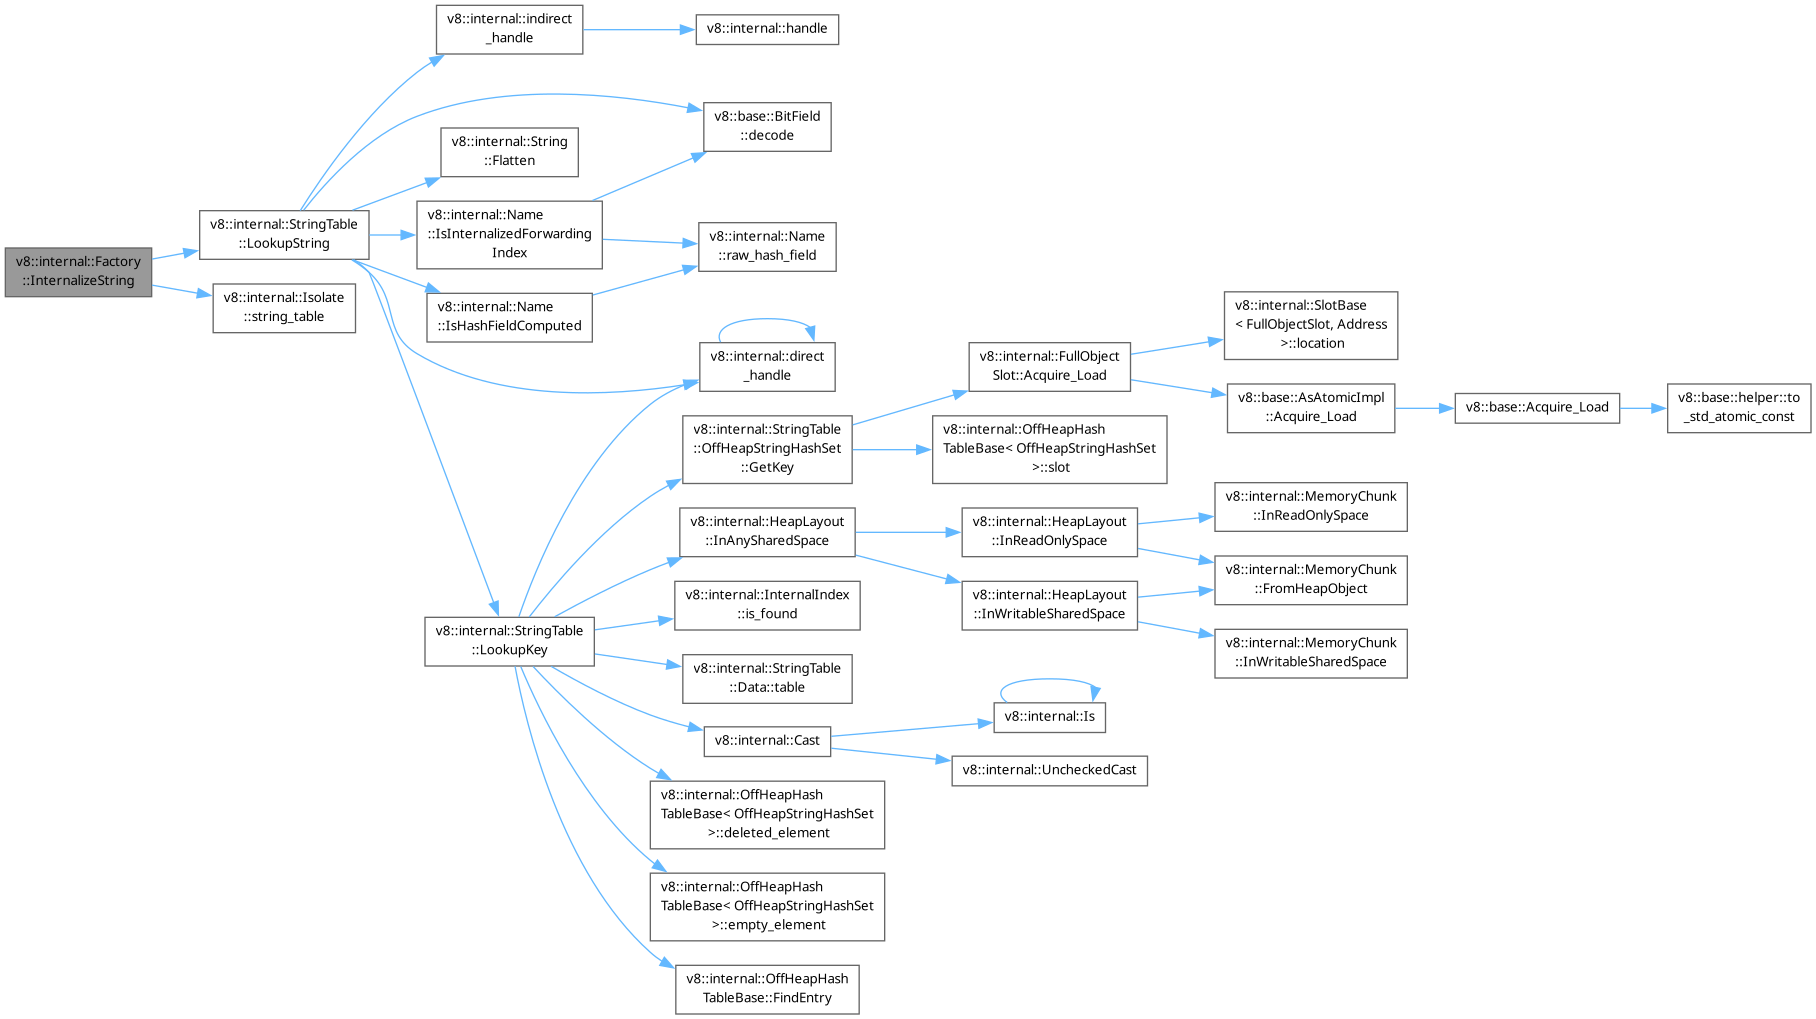 v8::internal::Factory
::InternalizeString
v8::internal::StringTable
::LookupString
v8::internal::Isolate
::string_table
v8::internal::indirect
_handle
v8::internal::handle
v8::base::BitField
::decode
v8::internal::String
::Flatten
v8::internal::Name
::IsInternalizedForwarding
Index
v8::internal::Name
::raw_hash_field
v8::internal::Name
::IsHashFieldComputed
v8::internal::direct
_handle
v8::internal::StringTable
::LookupKey
v8::internal::StringTable
::OffHeapStringHashSet
::GetKey
v8::internal::FullObject
Slot::Acquire_Load
v8::internal::SlotBase
< FullObjectSlot, Address
>::location
v8::base::AsAtomicImpl
::Acquire_Load
v8::base::Acquire_Load
v8::base::helper::to
_std_atomic_const
v8::internal::OffHeapHash
TableBase< OffHeapStringHashSet
>::slot
v8::internal::HeapLayout
::InAnySharedSpace
v8::internal::HeapLayout
::InReadOnlySpace
v8::internal::MemoryChunk
::InReadOnlySpace
v8::internal::MemoryChunk
::FromHeapObject
v8::internal::HeapLayout
::InWritableSharedSpace
v8::internal::MemoryChunk
::InWritableSharedSpace
v8::internal::InternalIndex
::is_found
v8::internal::StringTable
::Data::table
v8::internal::Cast
v8::internal::Is
v8::internal::UncheckedCast
v8::internal::OffHeapHash
TableBase< OffHeapStringHashSet
>::deleted_element
v8::internal::OffHeapHash
TableBase< OffHeapStringHashSet
>::empty_element
v8::internal::OffHeapHash
TableBase::FindEntry